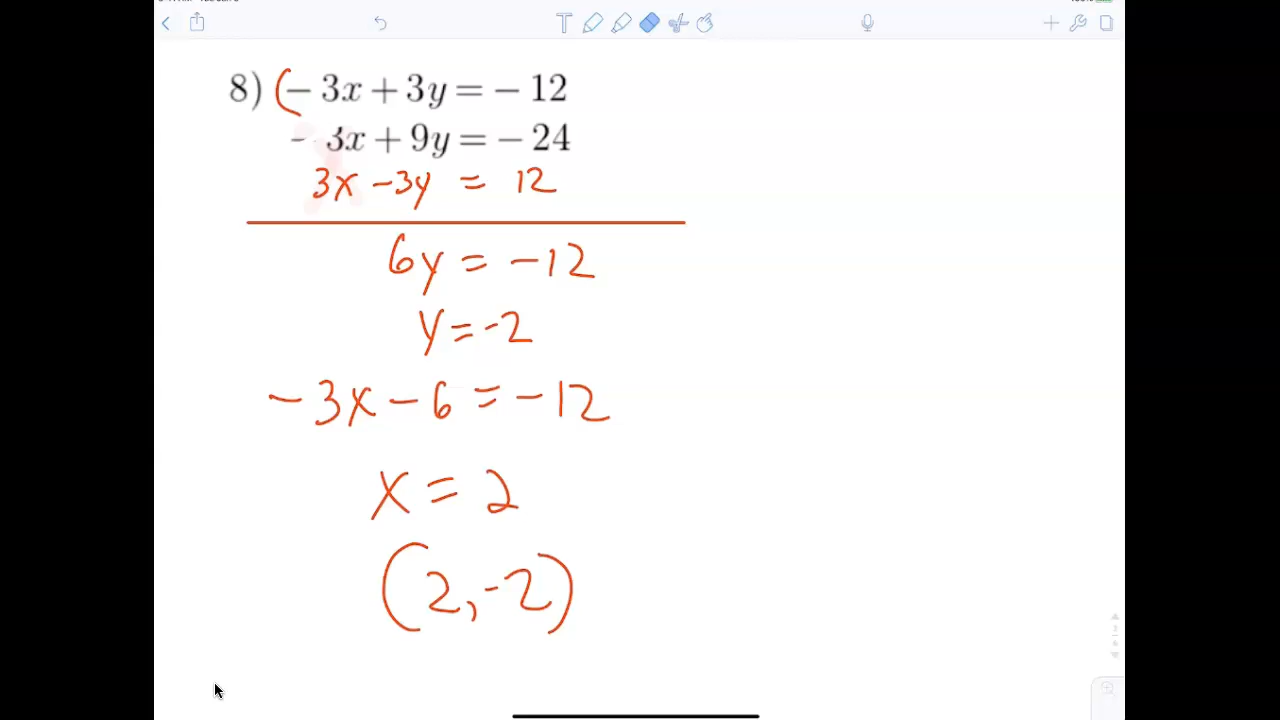 8) (− 3x + 3y = − 12
− 3x + 9y = − 24
3x − 3y = 12
6y = −12
y = -2
− 3x − 6 = −12
x = 2
(2, -2)